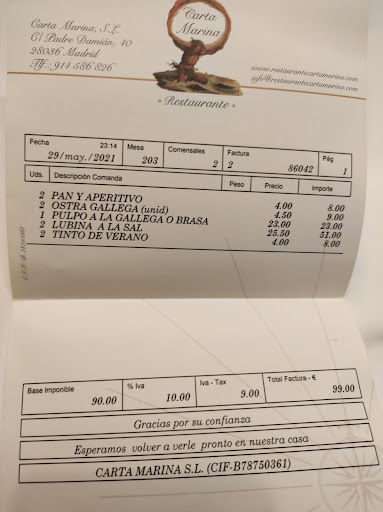 Carta Marina, S.L.
C/ Padre Damián, 40
28036 Madrid
Tlf. 914 586 826
Carta
Marina
www.restaurantecartamarina.com
info@restaurantecartamarina.com
• Restaurante •
Fecha 23:14 Mesa Comensales Factura Pág
29/may./2021 203 2 2 86042 1
Uds. Descripción Comanda Peso Precio Importe
2 PAN Y APERITIVO 4.00 8.00
2 OSTRA GALLEGA (unid) 4.50 9.00
1 PULPO A LA GALLEGA O BRASA 23.00 23.00
2 LUBINA A LA SAL 25.50 51.00
2 TINTO DE VERANO 4.00 8.00
Base Imponible % Iva Iva - Tax Total Factura - €
90.00 10.00 9.00 99.00
Gracias por su confianza
Esperamos volver a verle pronto en nuestra casa
CARTA MARINA S.L. (CIF-B78750361)